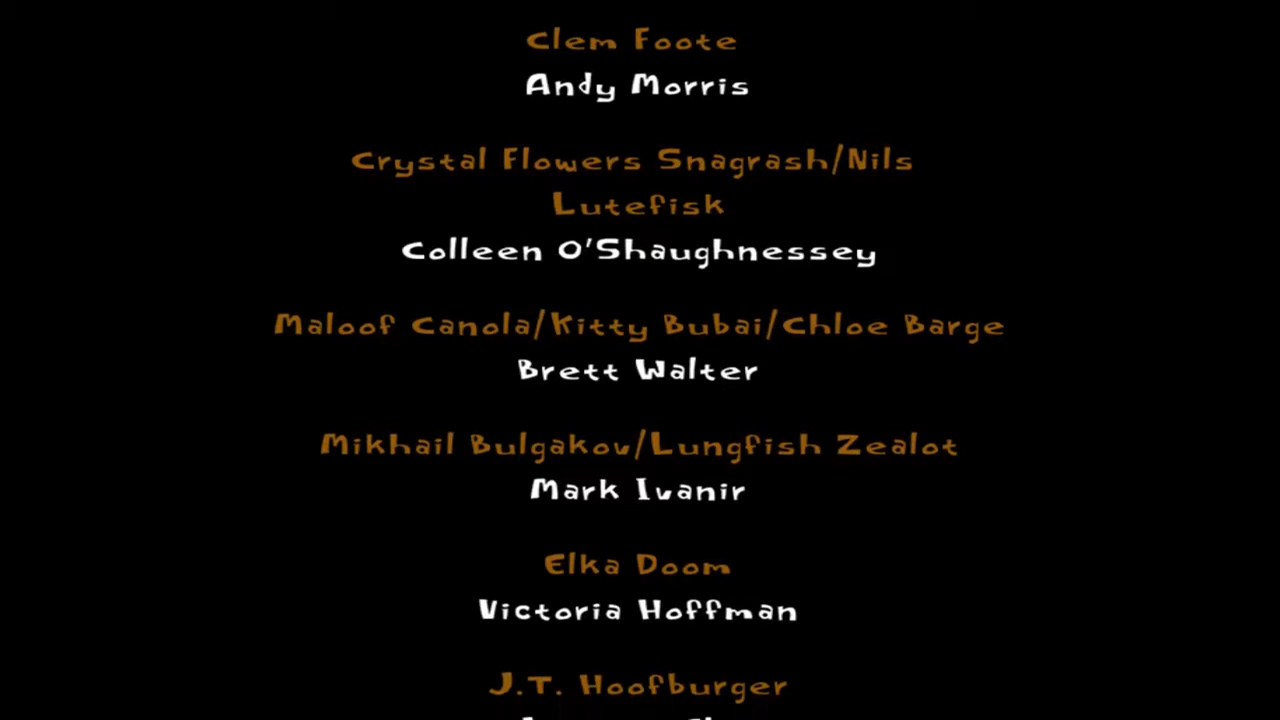 Clem Foote
Andy Morris
Crystal Flowers Snagrash/Nils
Lutefisk
Colleen O'Shaughnessey
Maloof Canola/Kitty Bubai/Chloe Barge
Brett Walter
Mikhail Bulgakov/Lungfish Zealot
Mark Ivanir
Elka Doom
Victoria Hoffman
J.T. Hoofburger